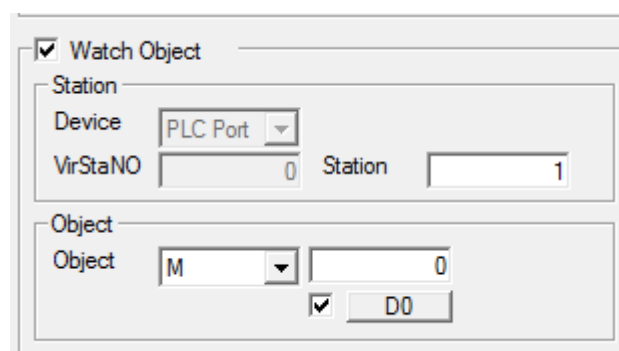 Watch Object
Station
Device PLC Port
VirStaNO 0 Station 1
Object
Object M 0
D0